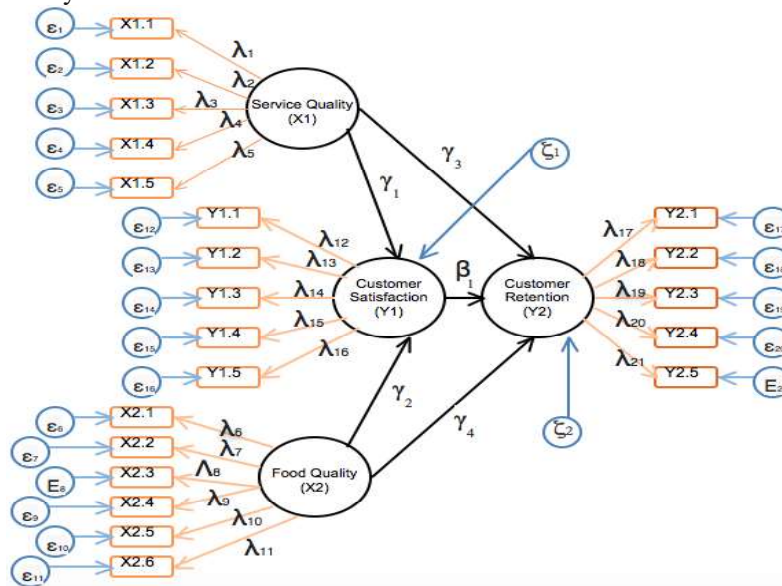 ε1 X1.1 λ1
ε2 X1.2 λ2
ε3 X1.3 λ3
ε4 X1.4 λ4
ε5 X1.5 λ5
Service Quality
(X1)
γ1
γ3
ζ1
ε12 Y1.1 λ12
ε13 Y1.2 λ13
ε14 Y1.3 λ14
ε15 Y1.4 λ15
ε16 Y1.5 λ16
Customer
Satisfaction
(Y1)
β1
Customer
Retention
(Y2)
λ17 Y2.1 ε17
λ18 Y2.2
λ19 Y2.3 ε19
λ20 Y2.4 ε20
λ21 Y2.5
γ2
γ4
ζ2
ε6 X2.1 λ6
ε7 X2.2 λ7
E8 X2.3 Λ8
ε9 X2.4 λ9
ε10 X2.5 λ10
ε11 X2.6 λ11
Food Quality
(X2)